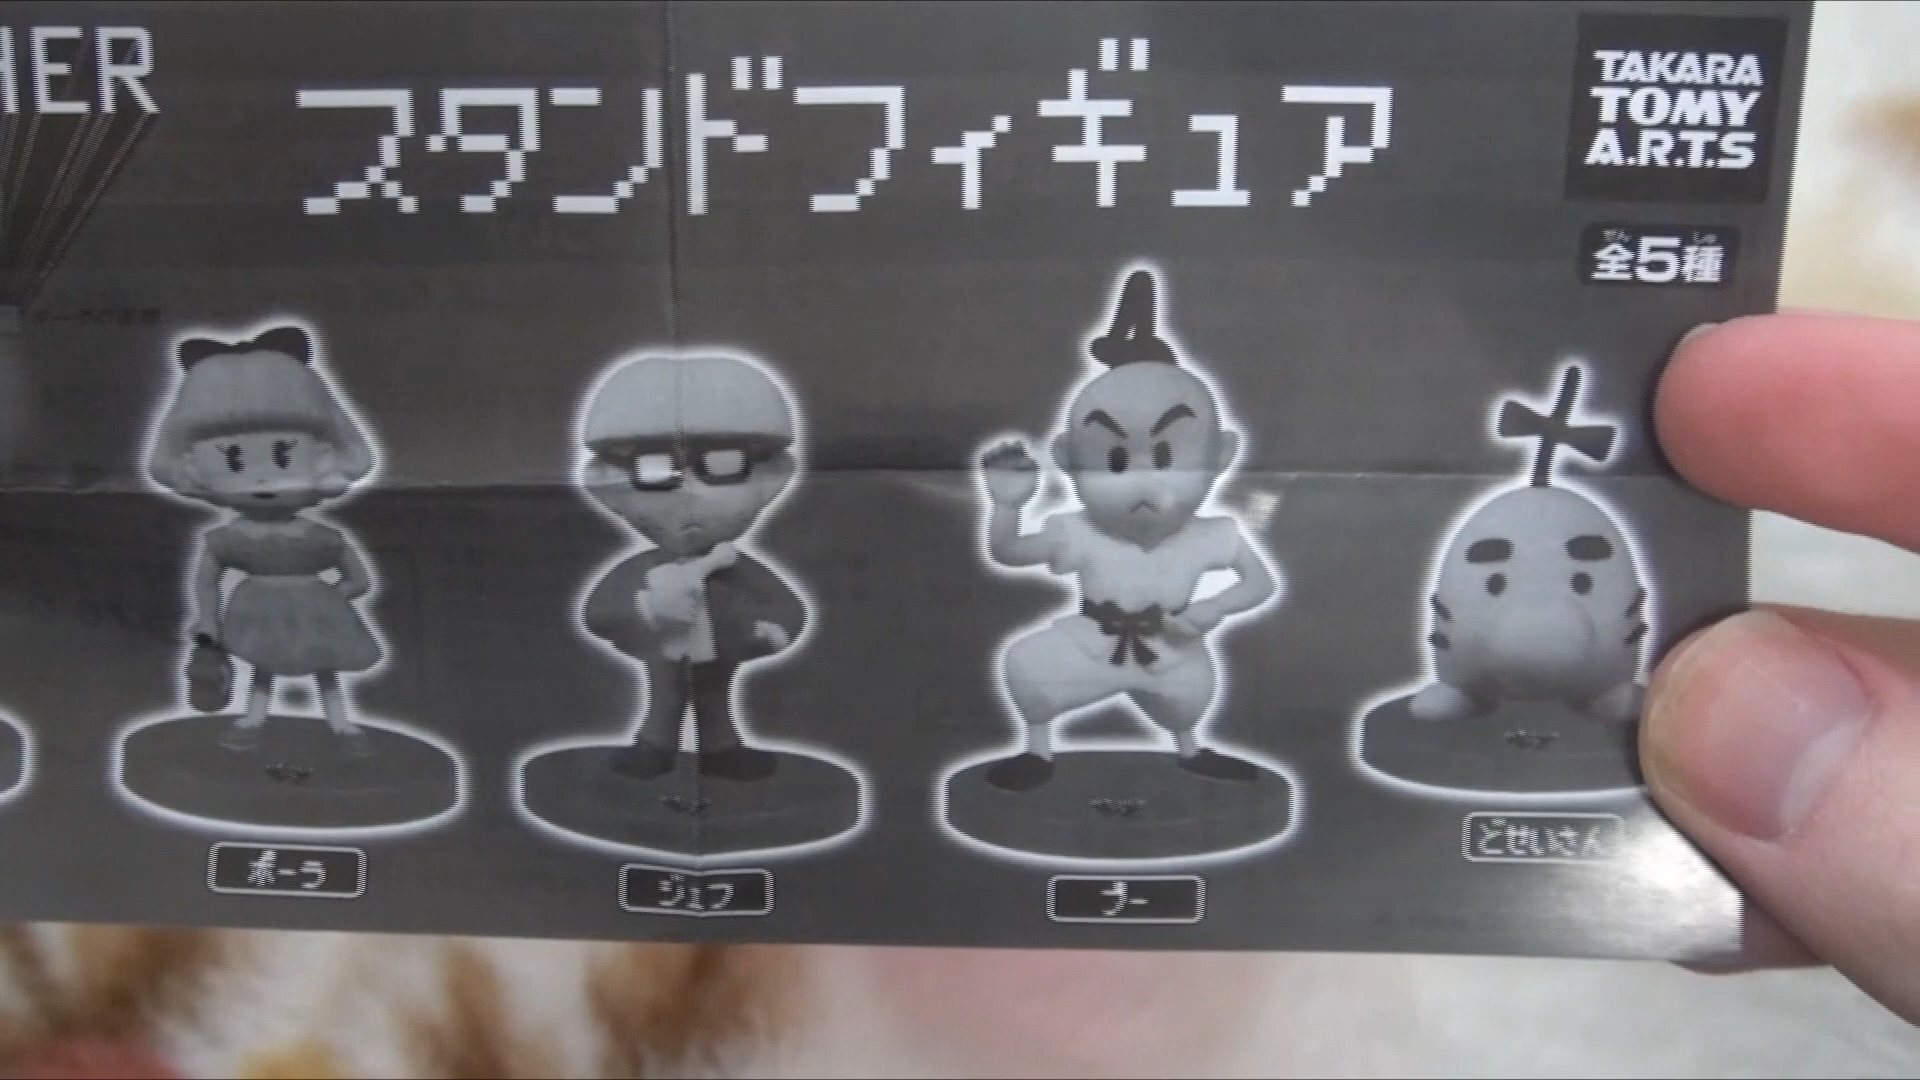 HER
スタンドフィギュア
TAKARA
TOMY
A.R.T.S
全5種
ポーラ
ジェフ
プー
どせいさん